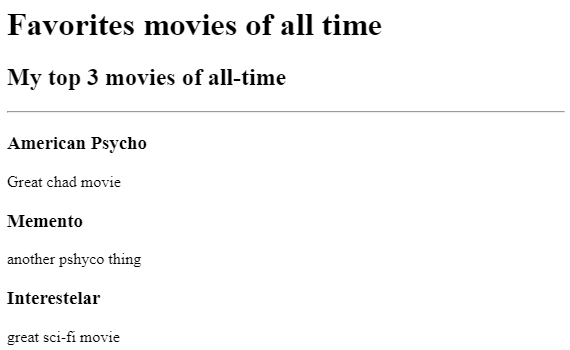 Favorites movies of all time
My top 3 movies of all-time
American Psycho
Great chad movie
Memento
another pshyco thing
Interestelar
great sci-fi movie